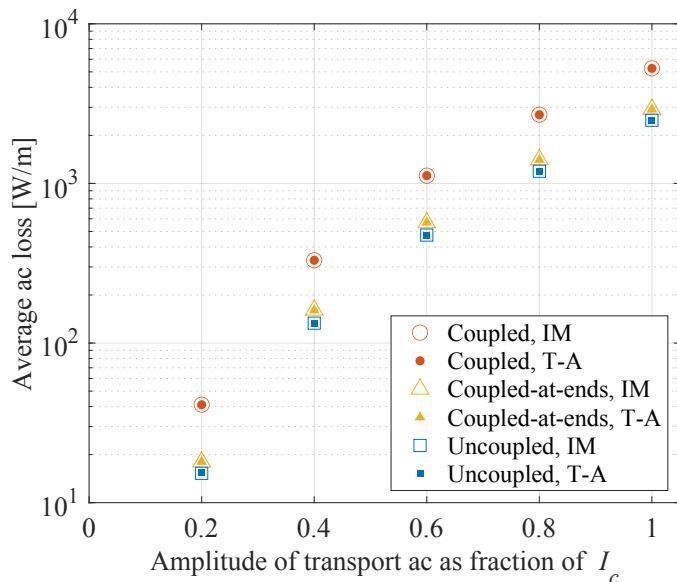 10^4
10^3
10^2
10^1
Average ac loss [W/m]
Coupled, IM
Coupled, T-A
Coupled-at-ends, IM
Coupled-at-ends, T-A
Uncoupled, IM
Uncoupled, T-A
0 0.2 0.4 0.6 0.8 1
Amplitude of transport ac as fraction of I_c